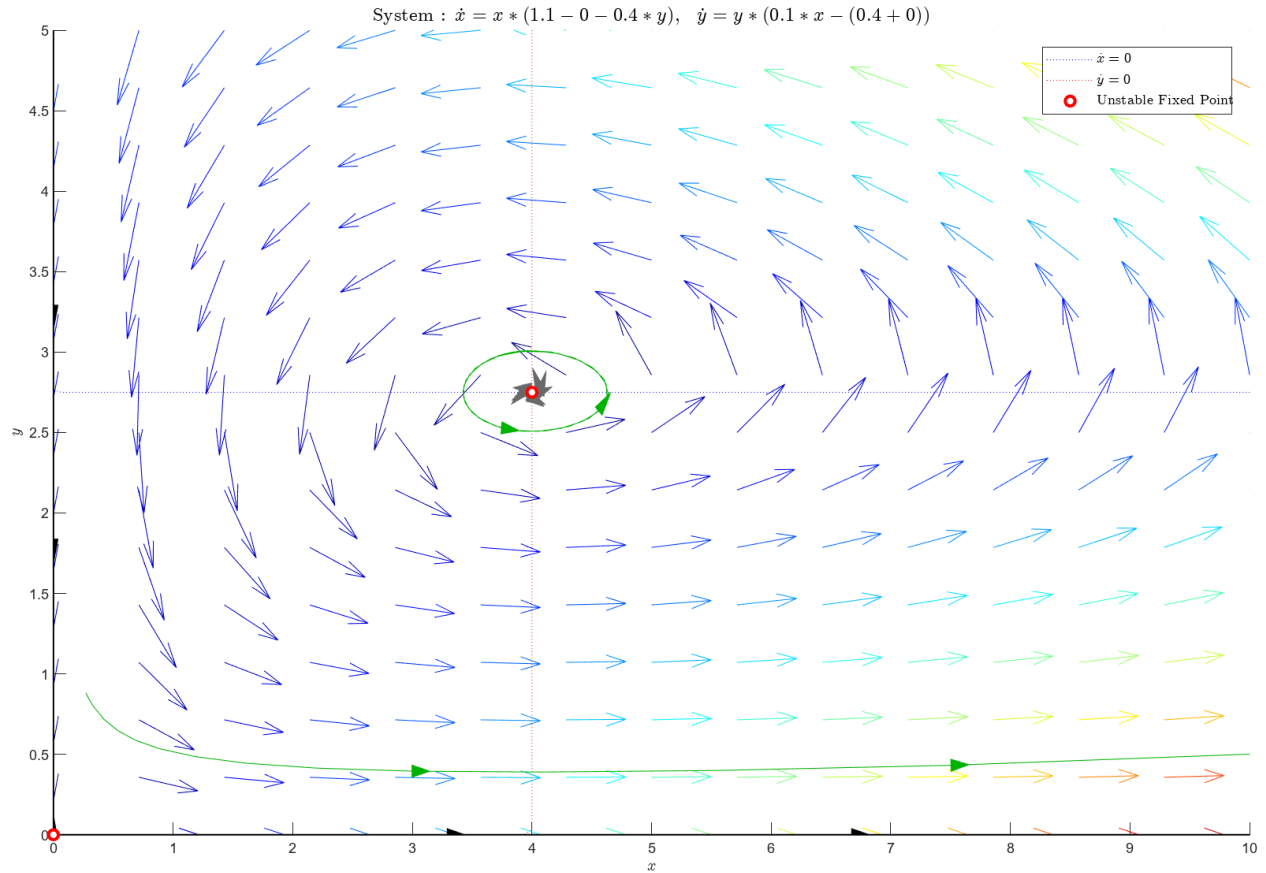 System : ẋ = x * (1.1 − 0 − 0.4 * y), ẏ = y * (0.1 * x − (0.4 + 0))
ẋ = 0
ẏ = 0
Unstable Fixed Point
5
4.5
4
3.5
3
2.5
2
1.5
1
0.5
0
y
0 1 2 3 4 5 6 7 8 9 10
x